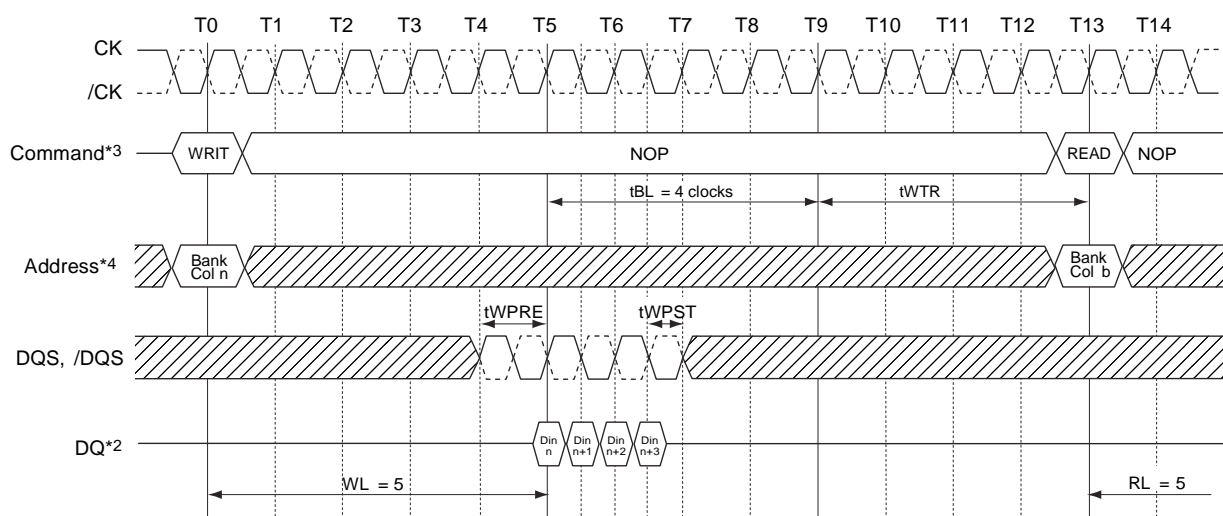 T0 T1 T2 T3 T4 T5 T6 T7 T8 T9 T10 T11 T12 T13 T14
CK
/CK
Command*3 WRIT NOP READ NOP
tBL = 4 clocks tWTR
Address*4 Bank Col n Bank Col b
tWPRE tWPST
DQS, /DQS
DQ*2 Din n Din n+1 Din n+2 Din n+3
WL = 5 RL = 5